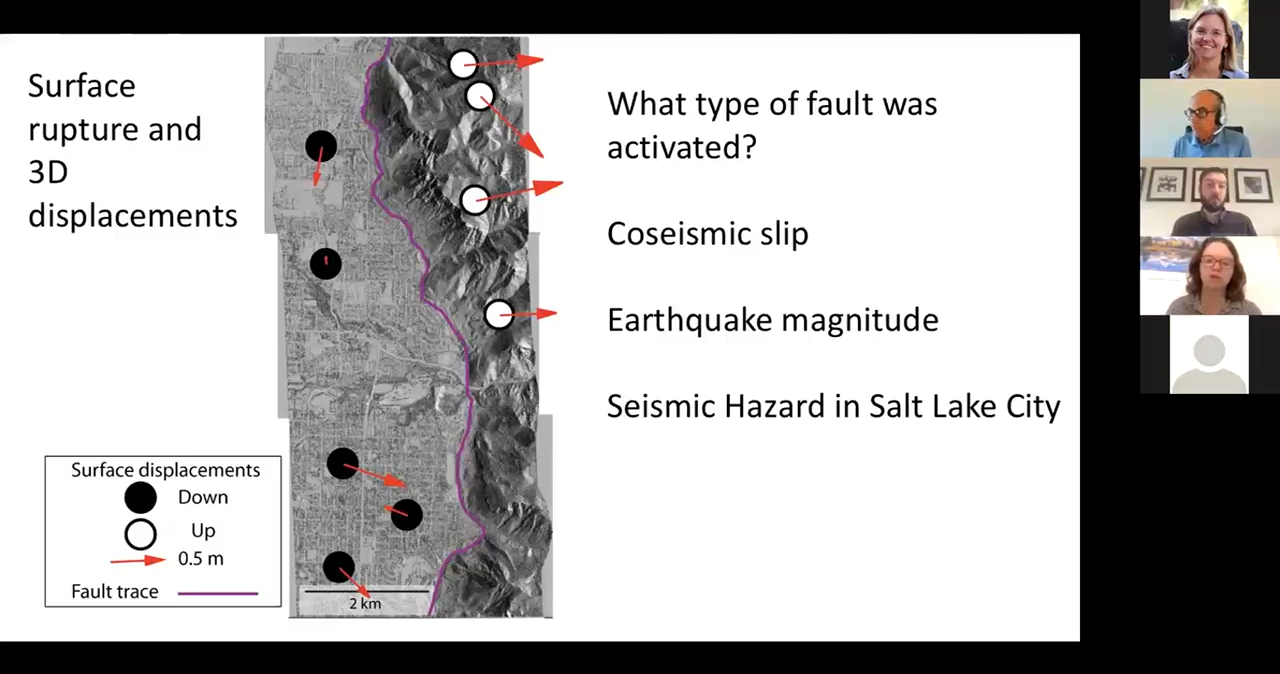 Surface
rupture and
3D
displacements
What type of fault was
activated?
Coseismic slip
Earthquake magnitude
Seismic Hazard in Salt Lake City
Surface displacements
Down
Up
0.5 m
Fault trace
2 km